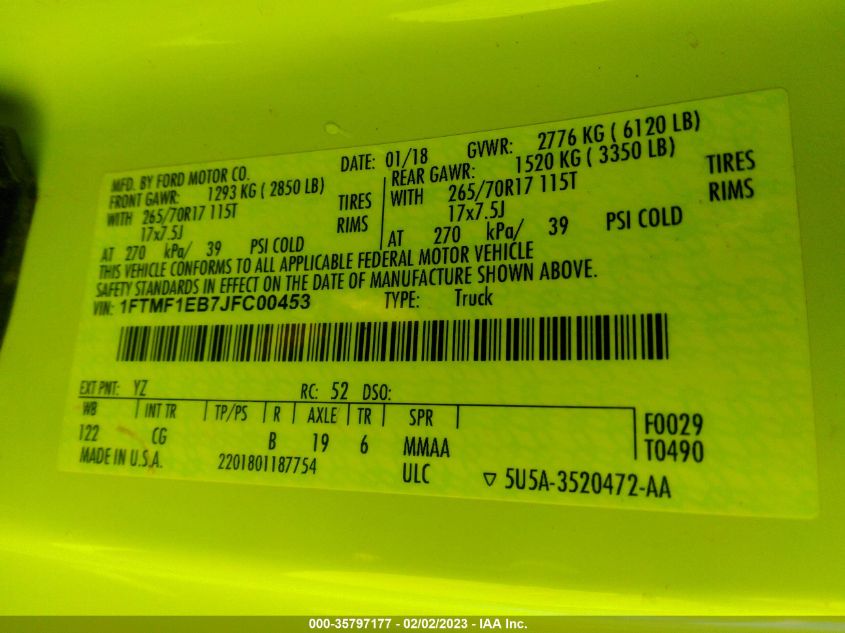 MFD. BY FORD MOTOR CO.
DATE: 01/18 GVWR: 2776 KG ( 6120 LB)
FRONT GAWR: 1293 KG ( 2850 LB)
REAR GAWR: 1520 KG ( 3350 LB)
WITH 265/70R17 115T TIRES
WITH 265/70R17 115T TIRES
17x7.5J RIMS
17x7.5J RIMS
AT 270 kPa/ 39 PSI COLD
AT 270 kPa/ 39 PSI COLD
THIS VEHICLE CONFORMS TO ALL APPLICABLE FEDERAL MOTOR VEHICLE
SAFETY STANDARDS IN EFFECT ON THE DATE OF MANUFACTURE SHOWN ABOVE.
VIN: 1FTMF1EB7JFC00453 TYPE: Truck
EXT PNT: YZ RC: 52 DSO:
WB INT TR TP/PS R AXLE TR SPR
122 CG B 19 6 MMAA
F0029
T0490
MADE IN U.S.A. 2201801187754 ULC ▽ 5U5A-3520472-AA
000-35797177 - 02/02/2023 - IAA Inc.